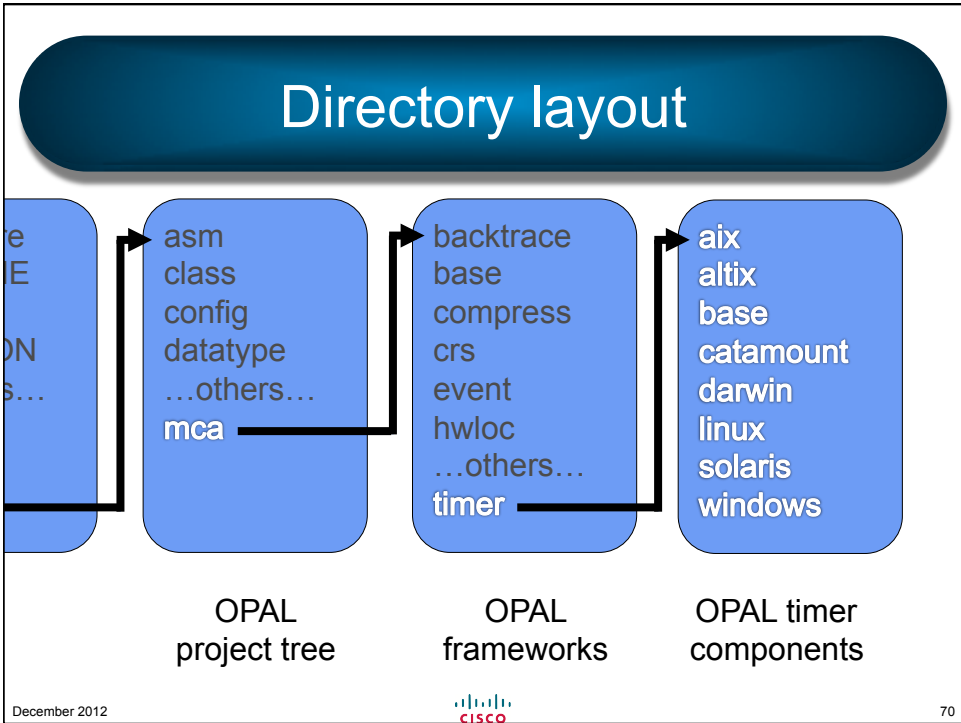 Directory layout
…
asm
class
config
datatype
…others…
mca
backtrace
base
compress
crs
event
hwloc
…others…
timer
aix
altix
base
catamount
darwin
linux
solaris
windows
OPAL
project tree
OPAL
frameworks
OPAL timer
components
December 2012
CISCO
70